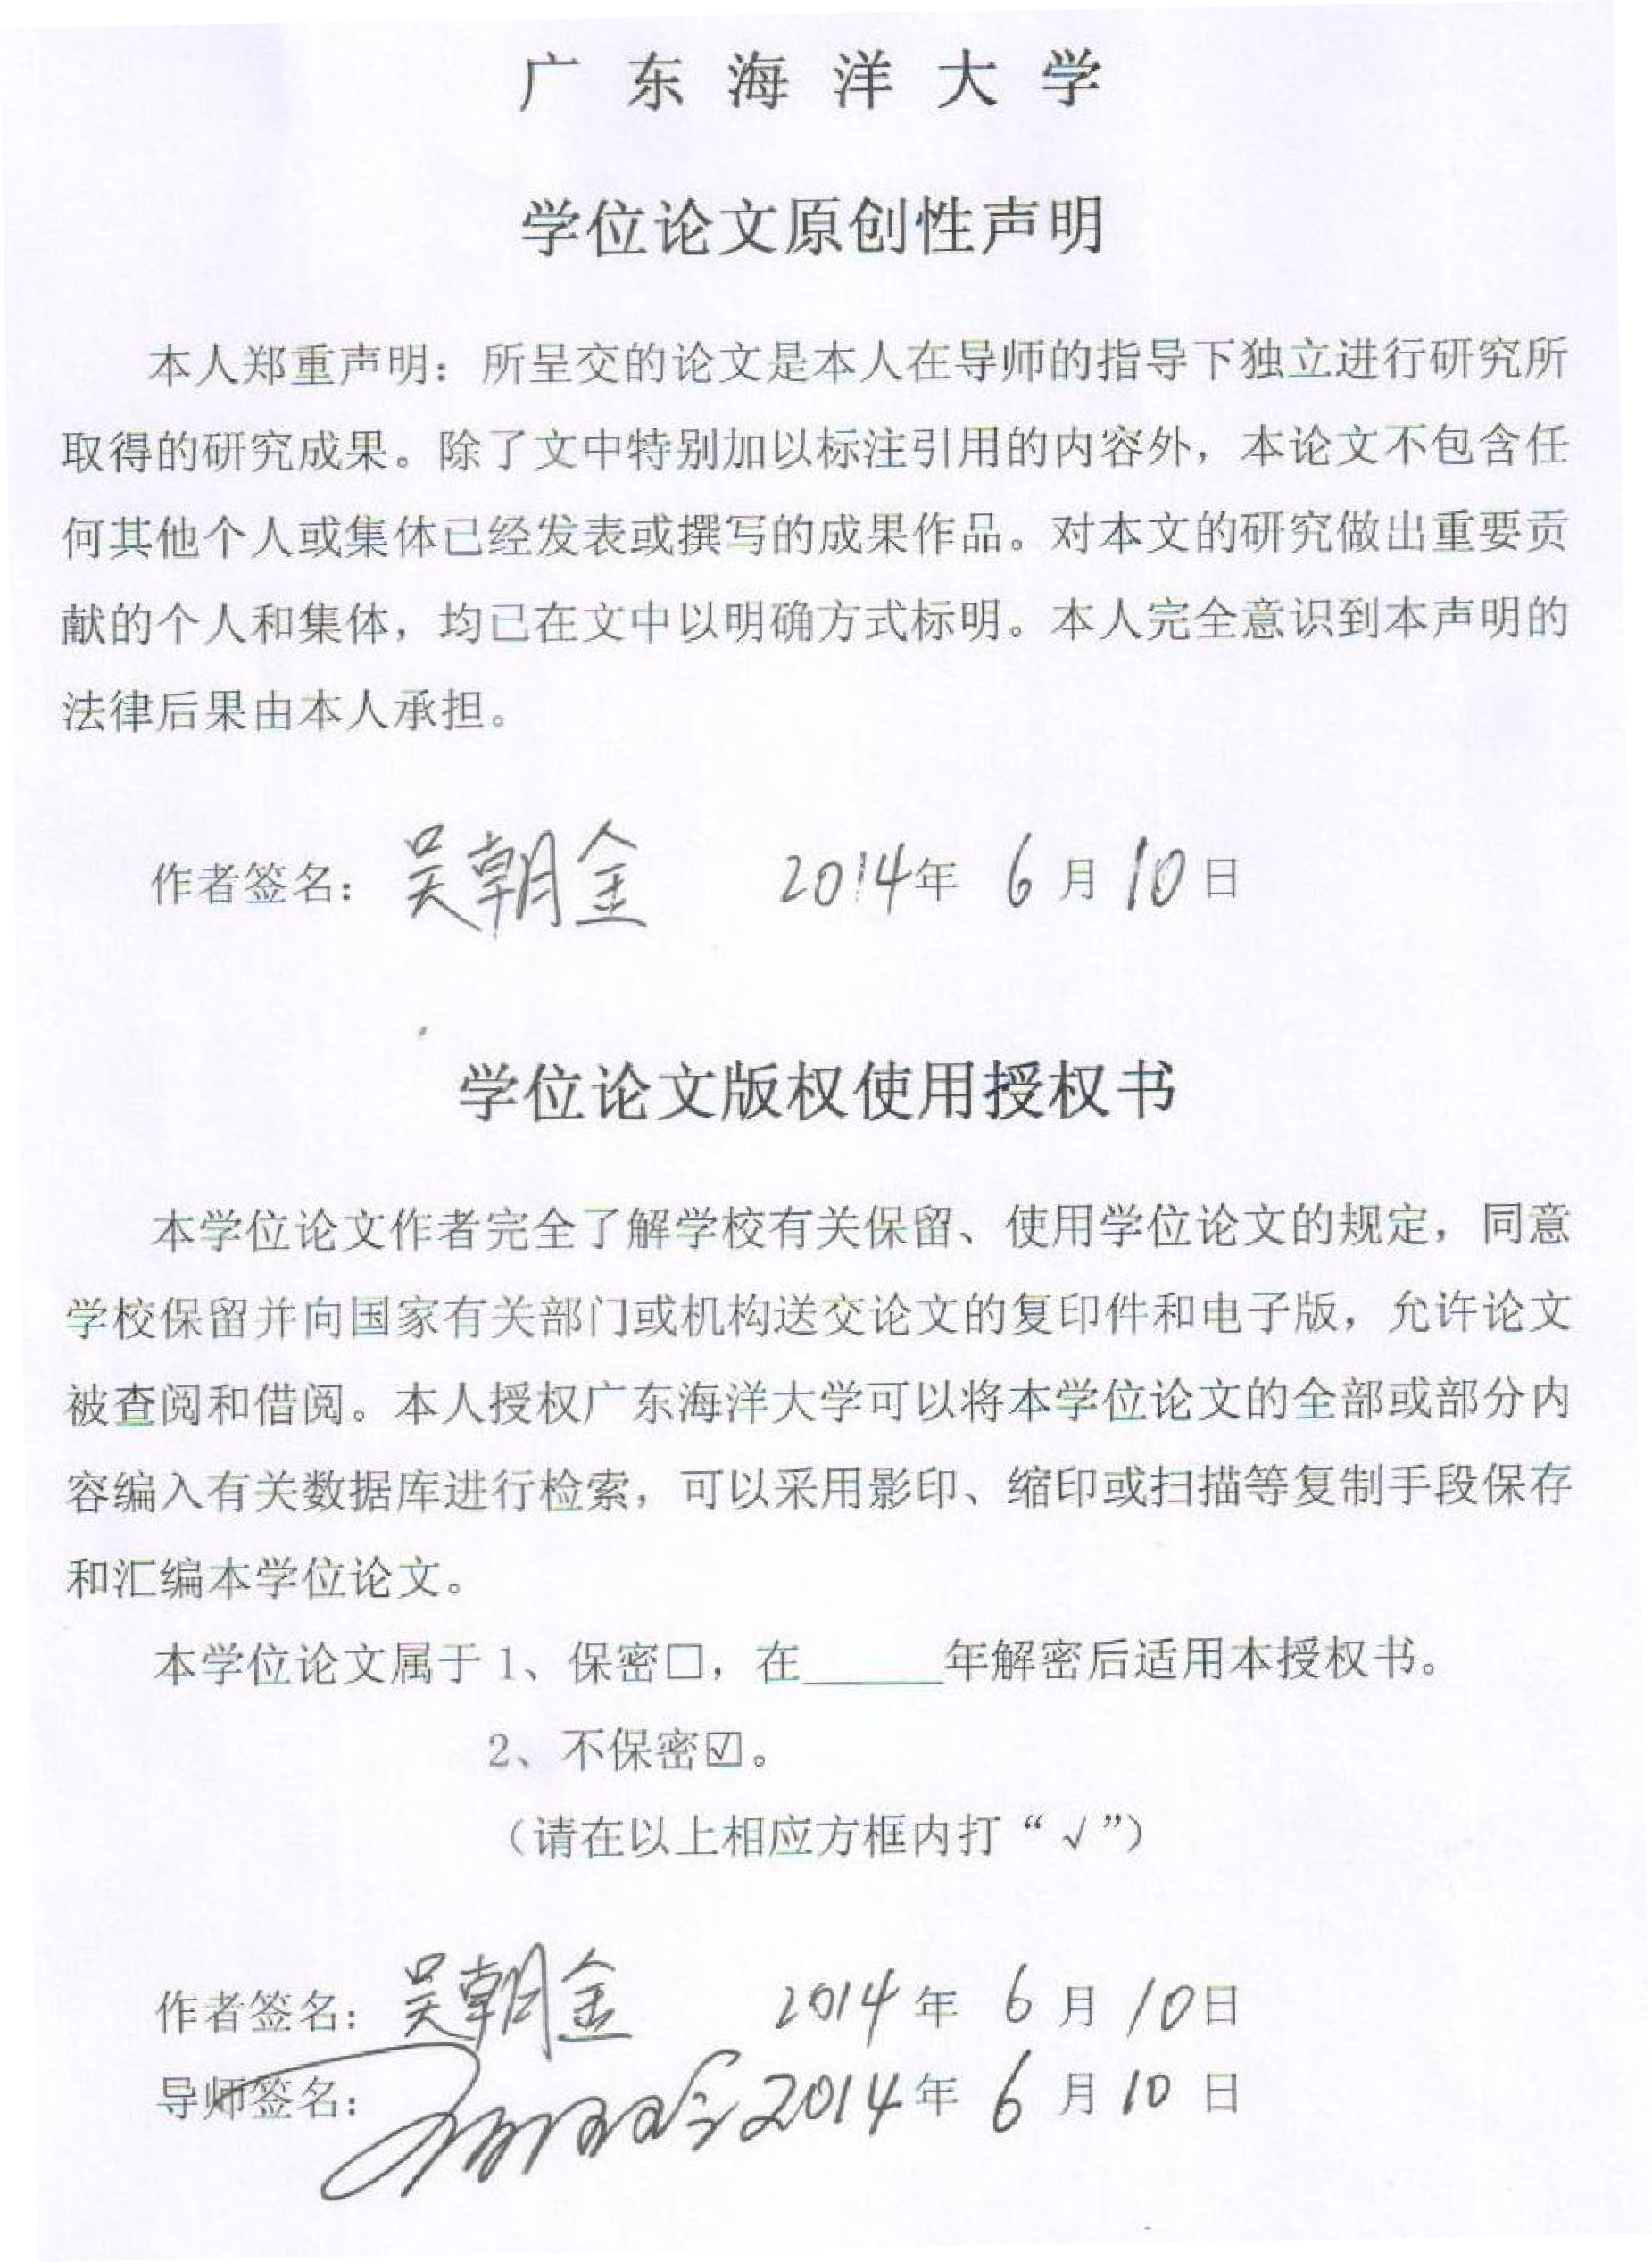 广东海洋大学
学位论文原创性声明
本人郑重声明：所呈交的论文是本人在导师的指导下独立进行研究所
取得的研究成果。除了文中特别加以标注引用的内容外，本论文不包含任
何其他个人或集体已经发表或撰写的成果作品。对本文的研究做出重要贡
献的个人和集体，均已在文中以明确方式标明。本人完全意识到本声明的
法律后果由本人承担。
作者签名：吴朝金 2014年 6月10日
学位论文版权使用授权书
本学位论文作者完全了解学校有关保留、使用学位论文的规定，同意
学校保留并向国家有关部门或机构送交论文的复印件和电子版，允许论文
被查阅和借阅。本人授权广东海洋大学可以将本学位论文的全部或部分内
容编入有关数据库进行检索，可以采用影印、缩印或扫描等复制手段保存
和汇编本学位论文。
本学位论文属于 1、保密□，在______年解密后适用本授权书。
2、不保密☑。
（请在以上相应方框内打“√”）
作者签名：吴朝金 2014年 6月10日
导师签名： 2014年 6月10日